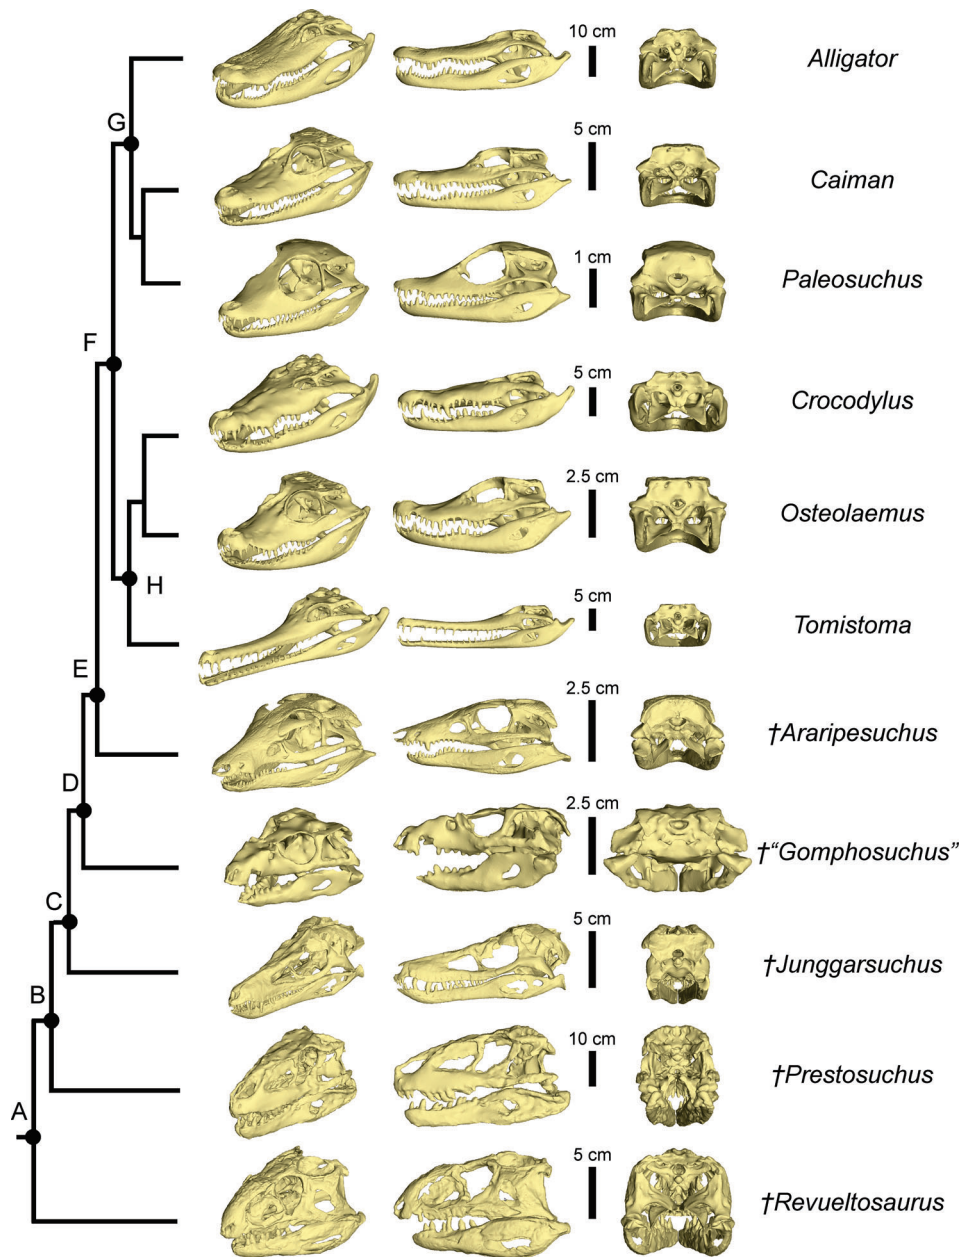 10 cm
Alligator
G
5 cm
Caiman
1 cm
Paleosuchus
F
5 cm
Crocodylus
2.5 cm
Osteolaemus
H
5 cm
Tomistoma
E
2.5 cm
†Araripesuchus
D
2.5 cm
†“Gomphosuchus”
C
5 cm
†Junggarsuchus
B
10 cm
†Prestosuchus
A
5 cm
†Revueltosaurus